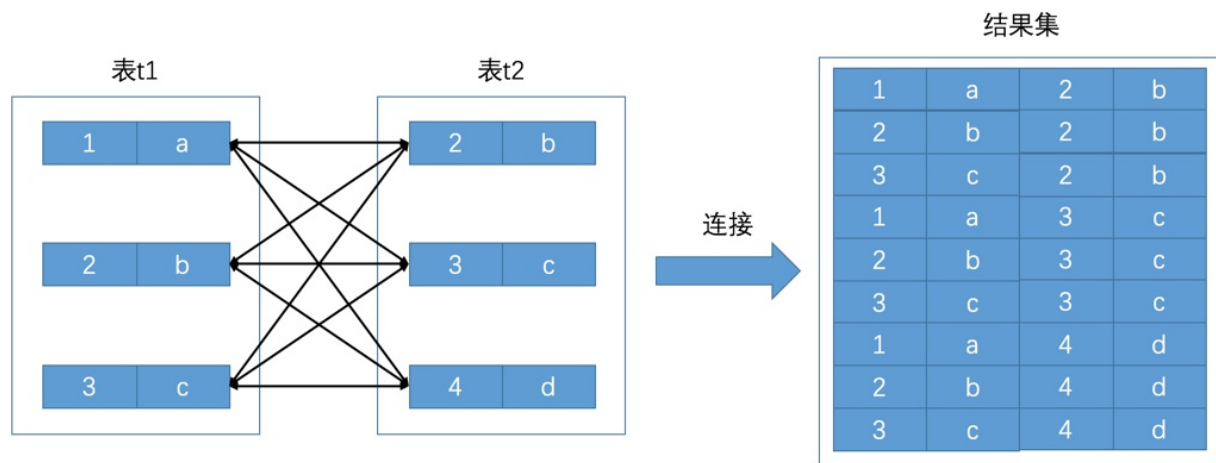 表t1
1 a
2 b
3 c
表t2
2 b
3 c
4 d
连接
结果集
1 a 2 b
2 b 2 b
3 c 2 b
1 a 3 c
2 b 3 c
3 c 3 c
1 a 4 d
2 b 4 d
3 c 4 d